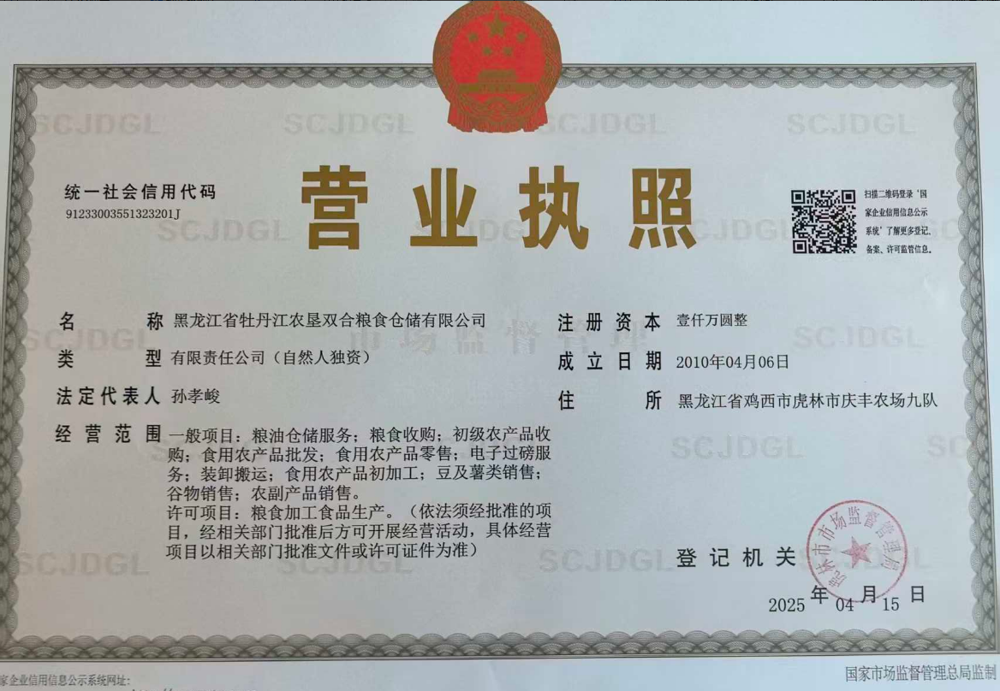 统一社会信用代码
91233003551323201J
营业执照
扫描二维码登录'国
家企业信用信息公示
系统'了解更多登记、
备案、许可监管信息。
名称 黑龙江省牡丹江农垦双合粮食仓储有限公司
类型 有限责任公司（自然人独资）
法定代表人 孙孝峻
经营范围 一般项目：粮油仓储服务；粮食收购；初级农产品收
购；食用农产品批发；食用农产品零售；电子过磅服
务；装卸搬运；食用农产品初加工；豆及薯类销售；
谷物销售；农副产品销售。
许可项目：粮食加工食品生产。（依法须经批准的项
目，经相关部门批准后方可开展经营活动，具体经营
项目以相关部门批准文件或许可证件为准）
注册资本 壹仟万圆整
成立日期 2010年04月06日
住所 黑龙江省鸡西市虎林市庆丰农场九队
登记机关
虎林市市场监督管理局
2025年04月15日
SCJDGL
市场监督管理
家企业信用信息公示系统网址：
国家市场监督管理总局监制